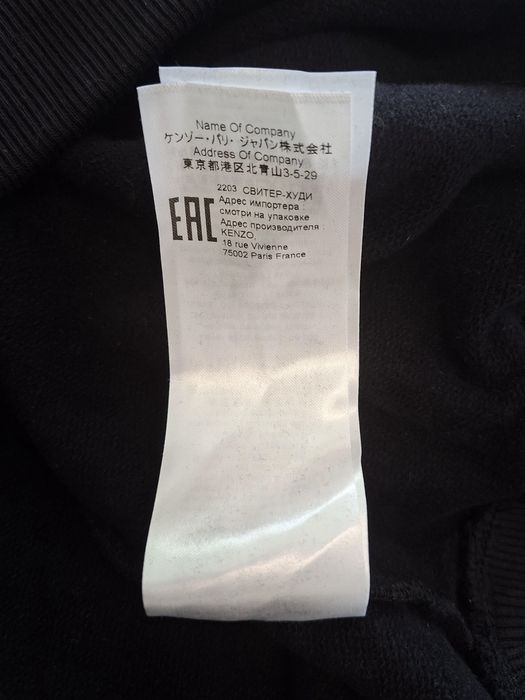 Name Of Company
ケンゾー・パリ・ジャパン株式会社
Address Of Company
東京都港区北青山3-5-29
2203 СВИТЕР-ХУДИ
EAC
Адрес импортера :
смотри на упаковке
Адрес производителя :
KENZO,
18 rue Vivienne
75002 Paris France